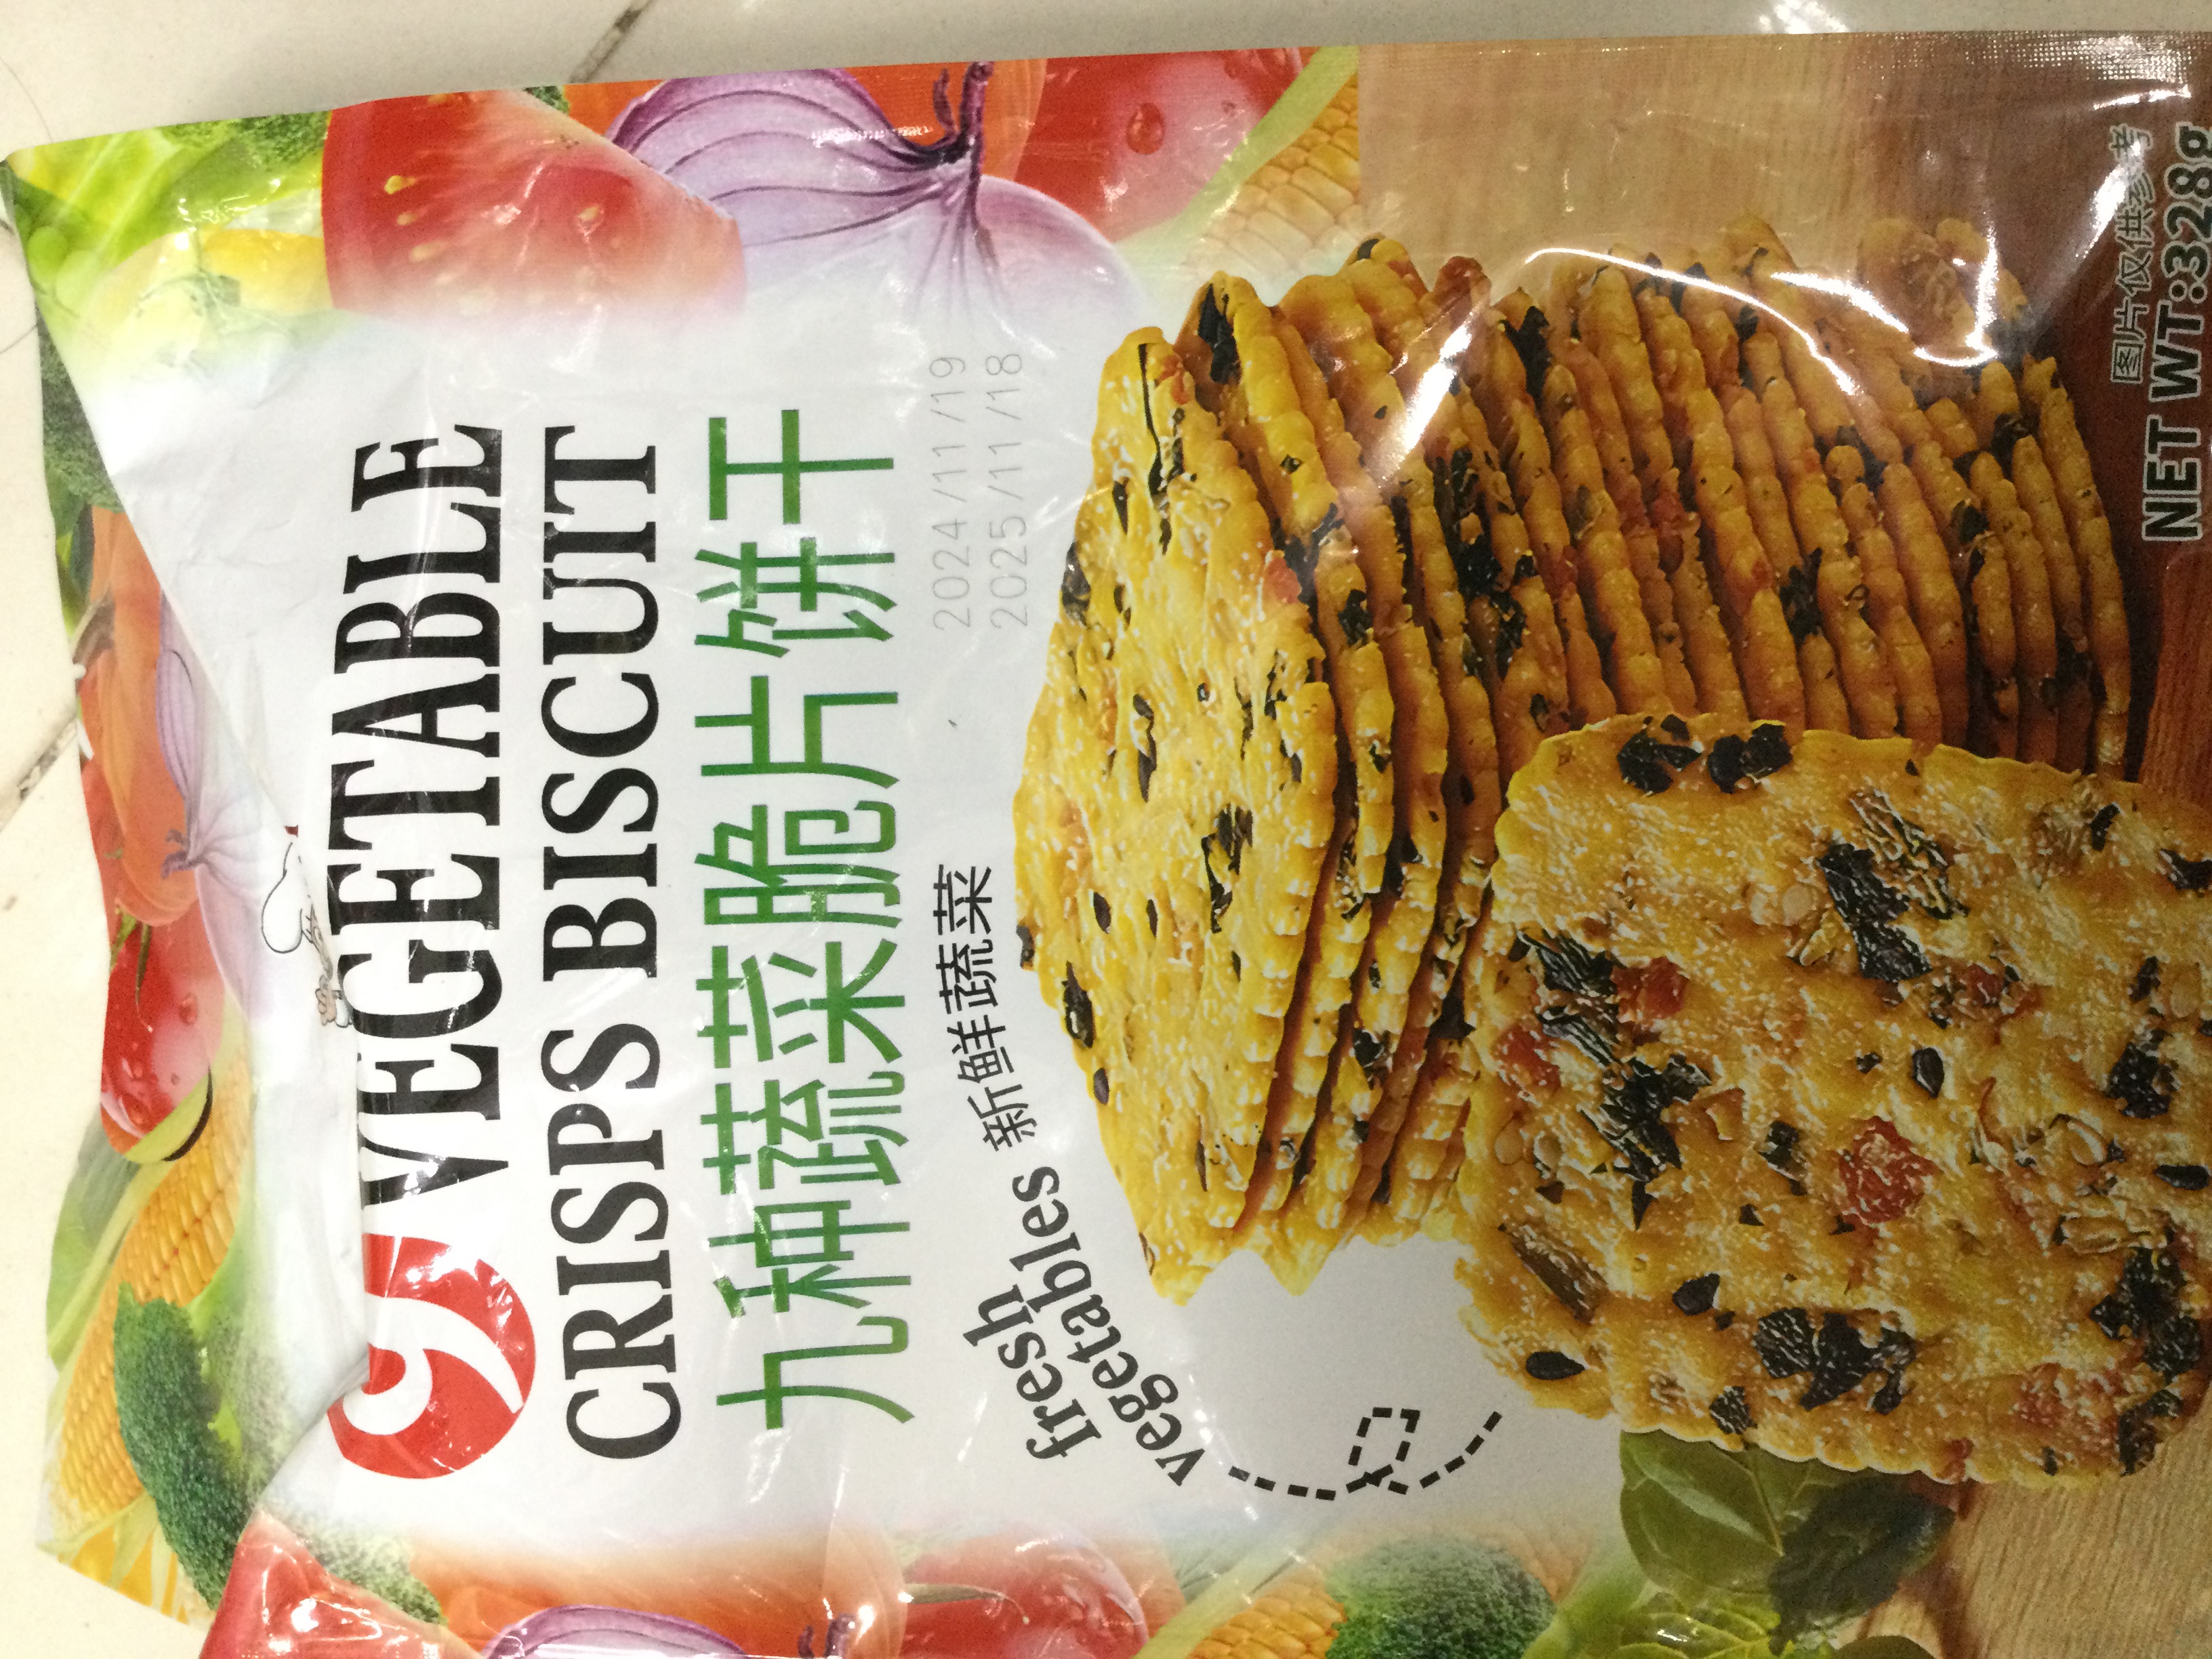 9 VEGETABLE
CRISPS BISCUIT
九种蔬菜脆片饼干
2024/11/19
2025/11/18
fresh
vegetables 新鲜蔬菜
图片仅供参考
NET WT:328g